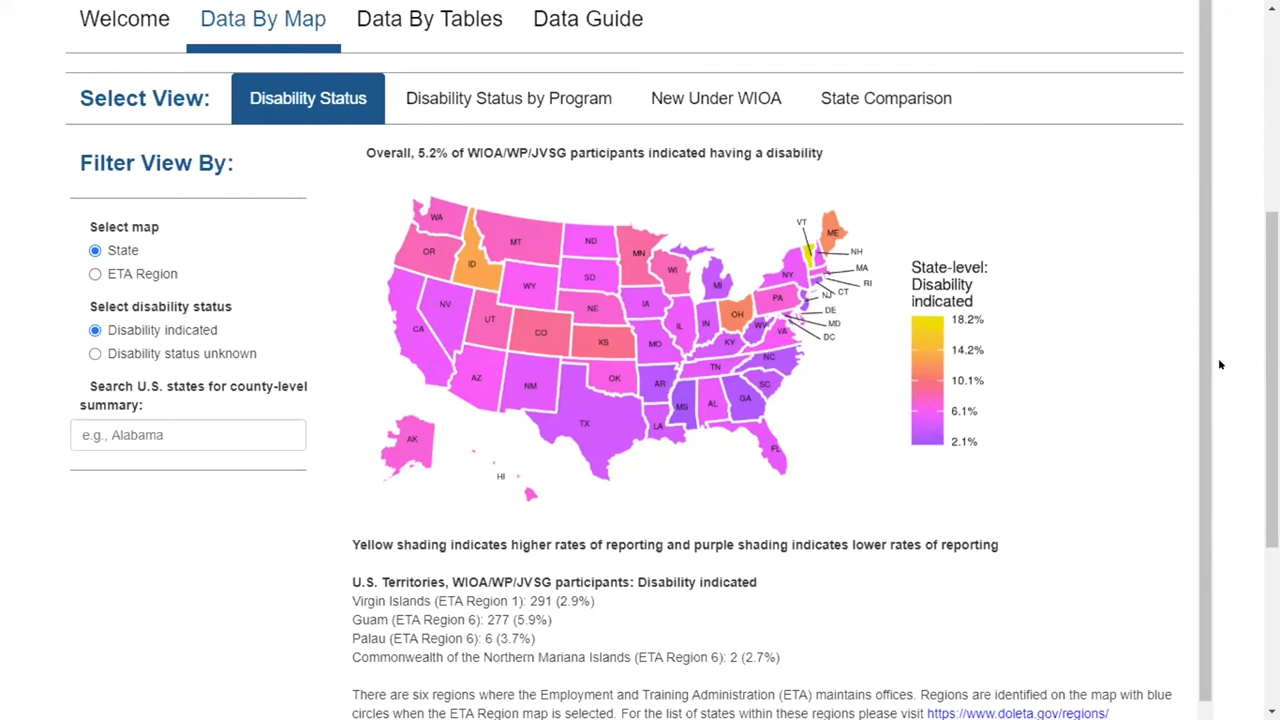 Welcome
Data By Map
Data By Tables
Data Guide
Select View:
Disability Status
Disability Status by Program
New Under WIOA
State Comparison
Filter View By:
Select map
State
ETA Region
Select disability status
Disability indicated
Disability status unknown
Search U.S. states for county-level
summary:
e.g., Alabama
Overall, 5.2% of WIOA/WP/JVSG participants indicated having a disability
WA
OR
ID
MT
ND
MN
WI
MI
VT
ME
NH
MA
RI
CT
NY
NJ
PA
DE
MD
DC
WY
SD
NE
IA
IL
IN
OH
WV
VA
NV
CA
UT
CO
KS
MO
KY
NC
TN
SC
AZ
NM
OK
AR
TX
LA
MS
AL
GA
FL
AK
HI
State-level:
Disability
indicated
18.2%
14.2%
10.1%
6.1%
2.1%
Yellow shading indicates higher rates of reporting and purple shading indicates lower rates of reporting
U.S. Territories, WIOA/WP/JVSG participants: Disability indicated
Virgin Islands (ETA Region 1): 291 (2.9%)
Guam (ETA Region 6): 277 (5.9%)
Palau (ETA Region 6): 6 (3.7%)
Commonwealth of the Northern Mariana Islands (ETA Region 6): 2 (2.7%)
There are six regions where the Employment and Training Administration (ETA) maintains offices. Regions are identified on the map with blue
circles when the ETA Region map is selected. For the list of states within these regions please visit https://www.doleta.gov/regions/